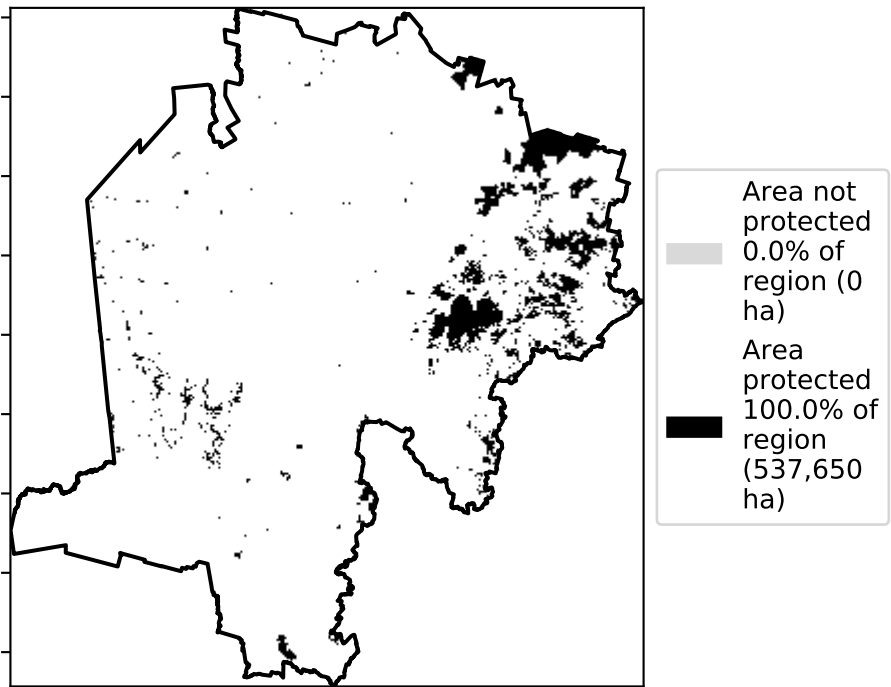 Area not
protected
0.0% of
region (0
ha)
Area
protected
100.0% of
region
(537,650
ha)